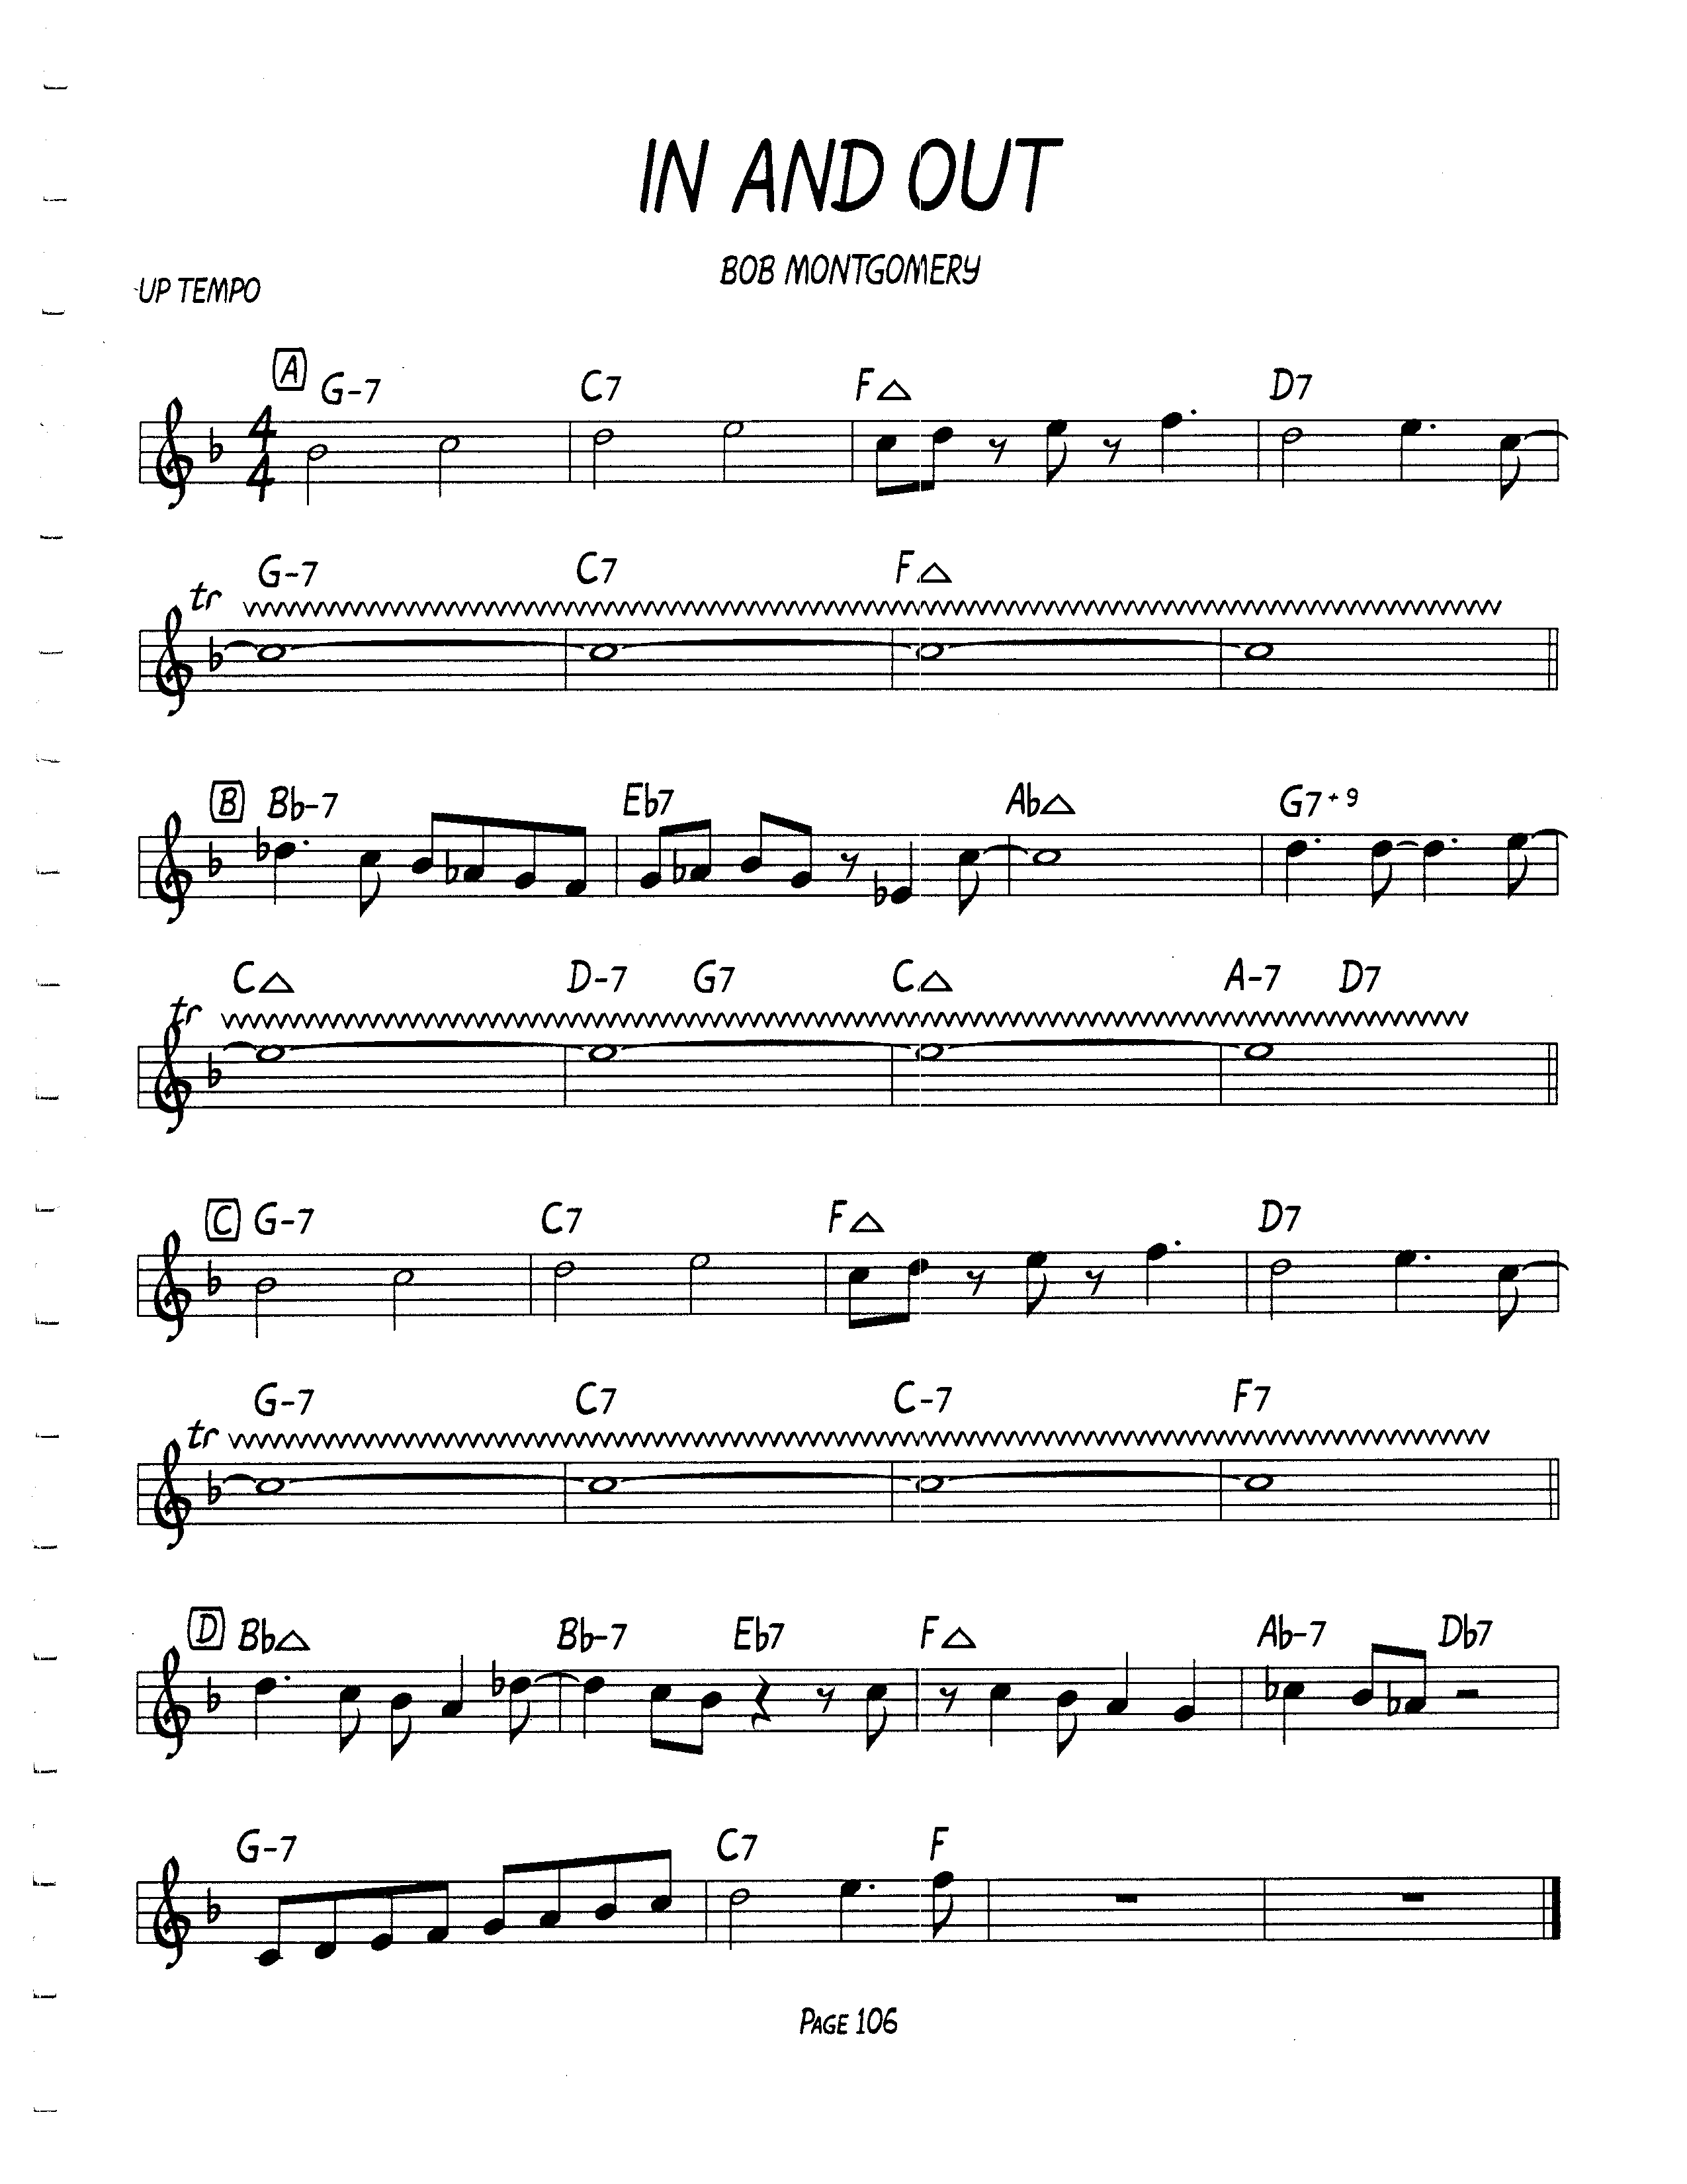 IN AND OUT
BOB MONTGOMERY
UP TEMPO
A G-7 C7 F△ D7
4/4
G-7 C7 F△
tr
B Bb-7 Eb7 Ab△ G7+9
C△ D-7 G7 C△ A-7 D7
tr
C G-7 C7 F△ D7
G-7 C7 C-7 F7
tr
D Bb△ Bb-7 Eb7 F△ Ab-7 Db7
G-7 C7 F
PAGE 106